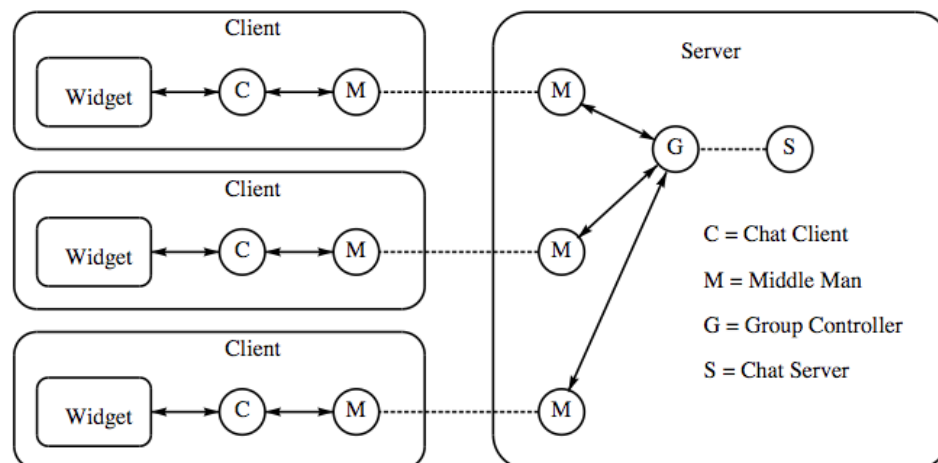 Client
Widget
C
M
Client
Widget
C
M
Client
Widget
C
M
Server
M
G
S
M
M
C = Chat Client
M = Middle Man
G = Group Controller
S = Chat Server